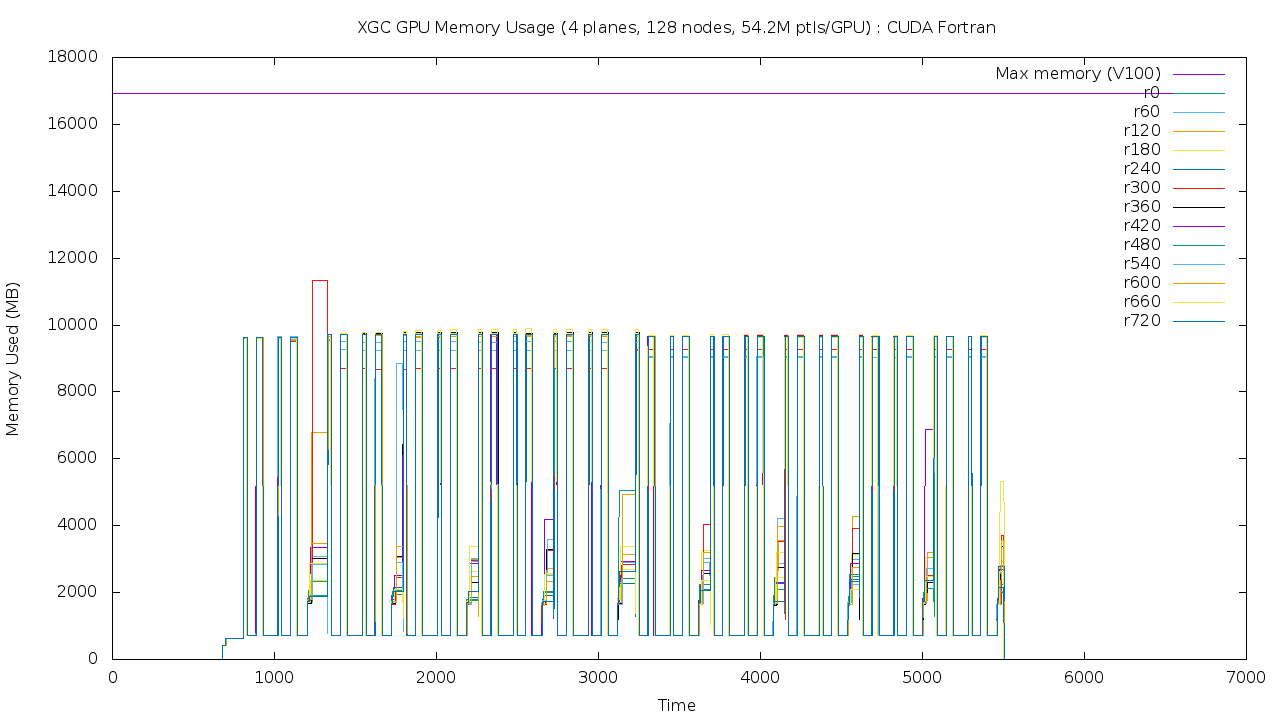 XGC GPU Memory Usage (4 planes, 128 nodes, 54.2M ptls/GPU) : CUDA Fortran
18000
16000
14000
12000
10000
8000
6000
4000
2000
0
Memory Used (MB)
Max memory (V100)
r0
r60
r120
r180
r240
r300
r360
r420
r480
r540
r600
r660
r720
0
1000
2000
3000
4000
5000
6000
7000
Time